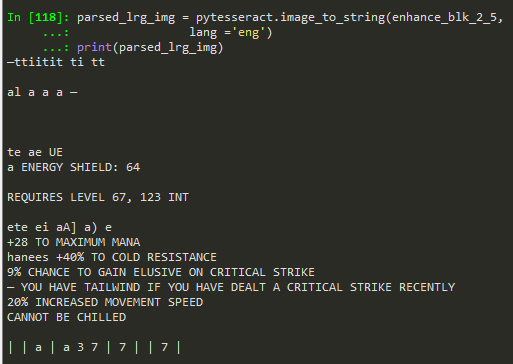 In [118]: parsed_lrg_img = pytesseract.image_to_string(enhance_blk_2_5,
...: lang ='eng')
...: print(parsed_lrg_img)
—ttiitit ti tt
al a a a —
te ae UE
a ENERGY SHIELD: 64
REQUIRES LEVEL 67, 123 INT
ete ei aA] a) e
+28 TO MAXIMUM MANA
hanees +40% TO COLD RESISTANCE
9% CHANCE TO GAIN ELUSIVE ON CRITICAL STRIKE
— YOU HAVE TAILWIND IF YOU HAVE DEALT A CRITICAL STRIKE RECENTLY
20% INCREASED MOVEMENT SPEED
CANNOT BE CHILLED
| | a | a 3 7 | 7 | | 7 |